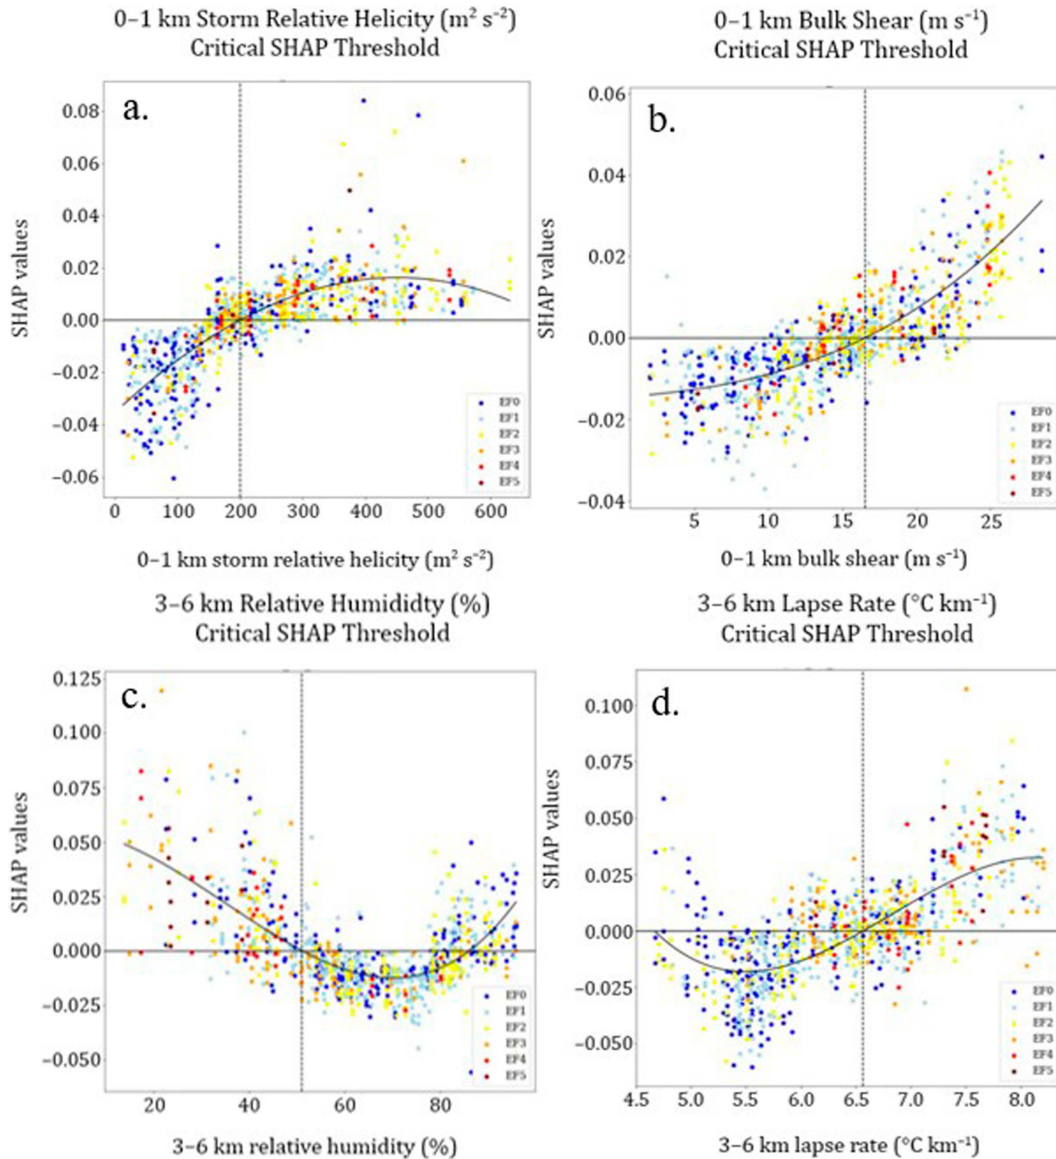 0–1 km Storm Relative Helicity (m² s⁻²)
Critical SHAP Threshold
a.
0.08
0.06
0.04
0.02
0.00
−0.02
−0.04
−0.06
SHAP values
EF0
EF1
EF2
EF3
EF4
EF5
0
100
200
300
400
500
600
0–1 km storm relative helicity (m² s⁻²)
0–1 km Bulk Shear (m s⁻¹)
Critical SHAP Threshold
b.
0.06
0.04
0.02
0.00
−0.02
−0.04
SHAP values
EF0
EF1
EF2
EF3
EF4
EF5
5
10
15
20
25
0–1 km bulk shear (m s⁻¹)
3–6 km Relative Humididty (%)
Critical SHAP Threshold
c.
0.125
0.100
0.075
0.050
0.025
0.000
−0.025
−0.050
SHAP values
EF0
EF1
EF2
EF3
EF4
EF5
20
40
60
80
3–6 km relative humidity (%)
3–6 km Lapse Rate (°C km⁻¹)
Critical SHAP Threshold
d.
0.100
0.075
0.050
0.025
0.000
−0.025
−0.050
SHAP values
EF0
EF1
EF2
EF3
EF4
EF5
4.5
5.0
5.5
6.0
6.5
7.0
7.5
8.0
3–6 km lapse rate (°C km⁻¹)